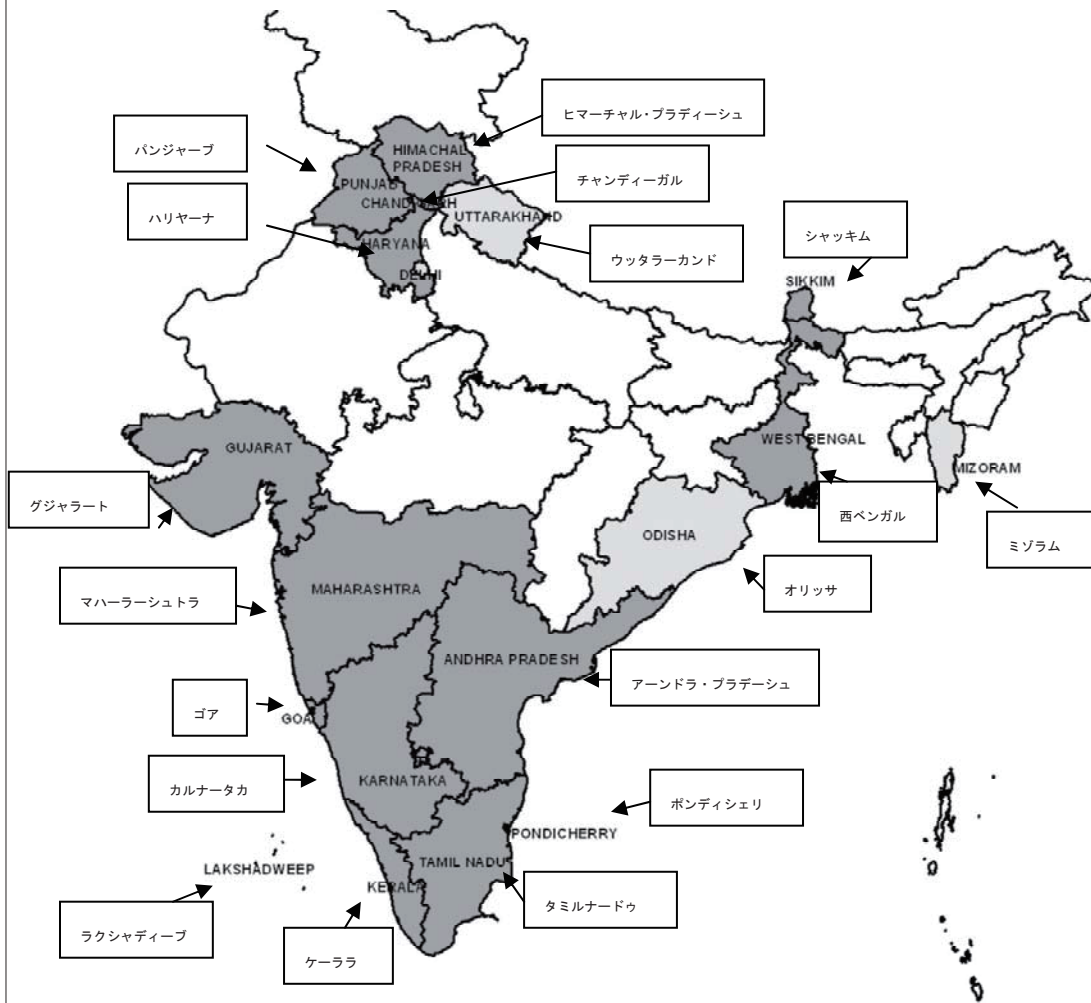 ヒマーチャル・プラディーシュ
パンジャーブ
HIMACHAL
PRADESH
チャンディーガル
PUNJAB
ハリヤーナ
CHANDIGARH
UTTARAKHAND
シャッキム
HARYANA
ウッタラーカンド
DELHI
SIKKIM
GUJARAT
WEST BENGAL
MIZORAM
グジャラート
西ベンガル
ODISHA
ミゾラム
MAHARASHTRA
マハーラーシュトラ
オリッサ
ANDHRA PRADESH
アーンドラ・プラデーシュ
ゴア
GOA
カルナータカ
KARNATAKA
ポンディシェリ
PONDICHERRY
LAKSHADWEEP
TAMIL NADU
KERALA
タミルナードゥ
ラクシャディープ
ケーララ